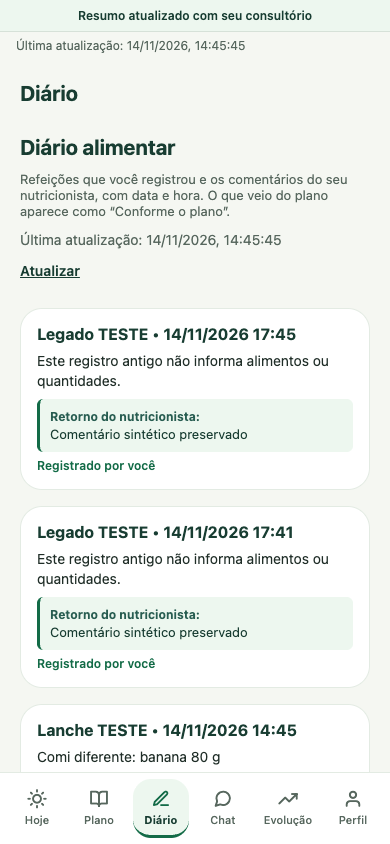 Resumo atualizado com seu consultório
Última atualização: 14/11/2026, 14:45:45
Diário
Diário alimentar
Refeições que você registrou e os comentários do seu
nutricionista, com data e hora. O que veio do plano
aparece como “Conforme o plano”.
Última atualização: 14/11/2026, 14:45:45
Atualizar
Legado TESTE • 14/11/2026 17:45
Este registro antigo não informa alimentos ou
quantidades.
Retorno do nutricionista:
Comentário sintético preservado
Registrado por você
Legado TESTE • 14/11/2026 17:41
Este registro antigo não informa alimentos ou
quantidades.
Retorno do nutricionista:
Comentário sintético preservado
Registrado por você
Lanche TESTE • 14/11/2026 14:45
Comi diferente: banana 80 g
Hoje Plano Diário Chat Evolução Perfil